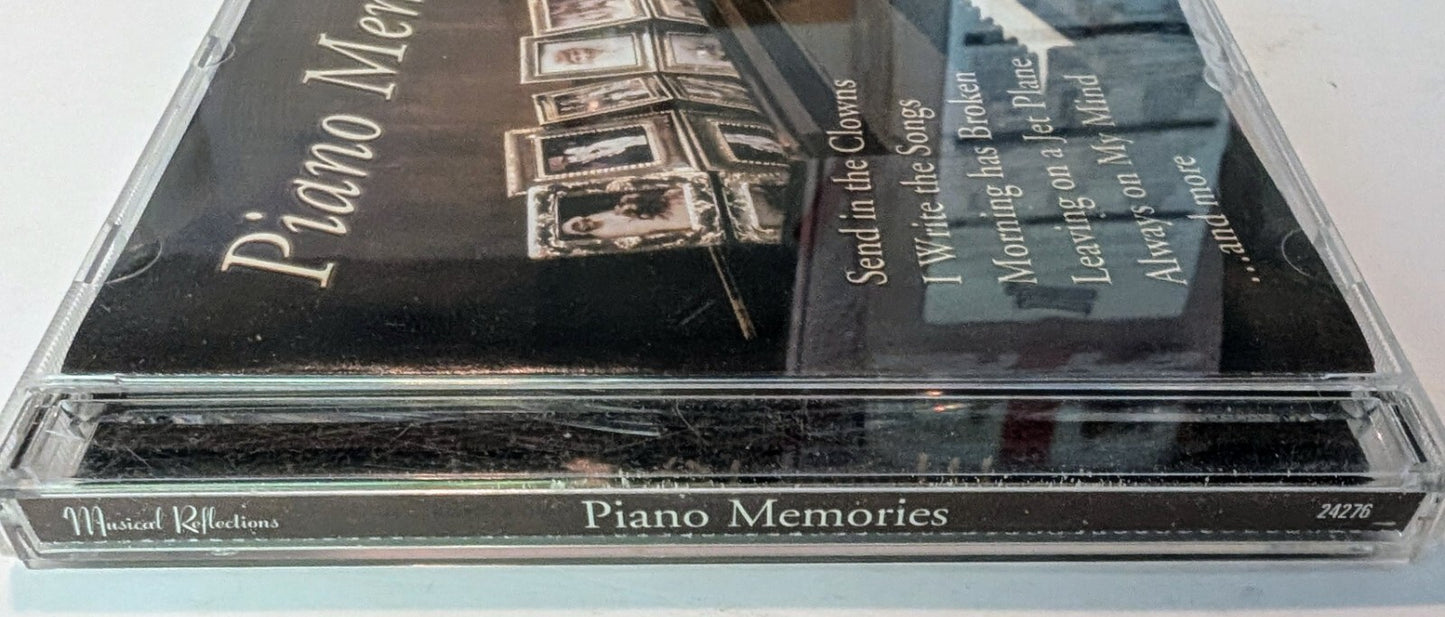 Piano Mem
Send in the Clowns
I Write the Songs
Morning has Broken
Leaving on a Jet Plane
Always on My Mind
...and more
Musical Reflections
Piano Memories
24276